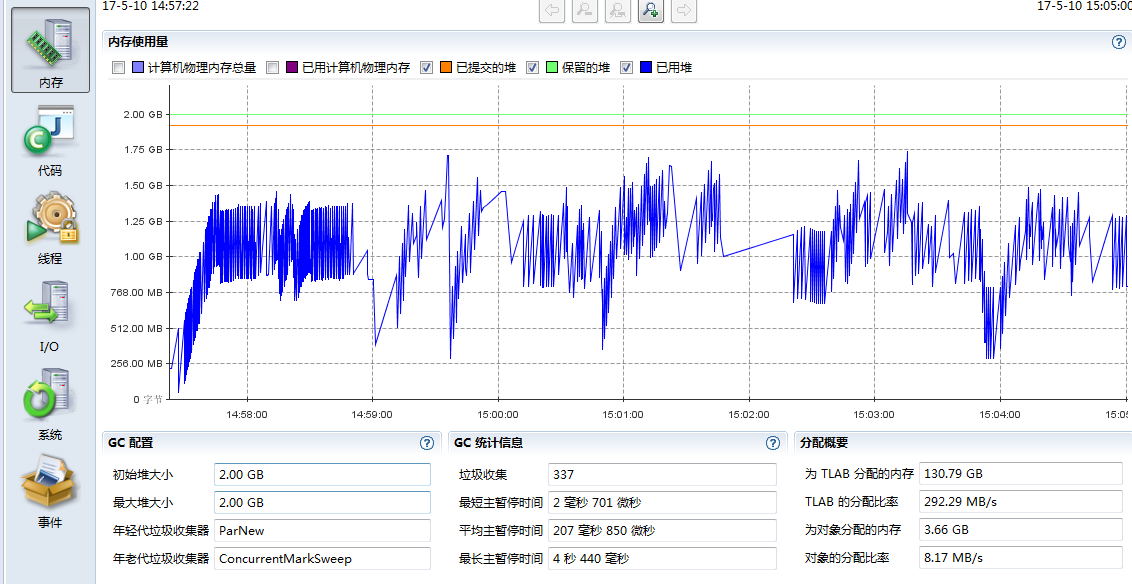 17-5-10 14:57:22
17-5-10 15:05:00
内存
代码
线程
I/O
系统
事件
内存使用量
计算机物理内存总量 已用计算机物理内存 已提交的堆 保留的堆 已用堆
2.00 GB
1.75 GB
1.50 GB
1.25 GB
1.00 GB
768.00 MB
512.00 MB
256.00 MB
0 字节
14:58:00 14:59:00 15:00:00 15:01:00 15:02:00 15:03:00 15:04:00 15:05
GC 配置
初始堆大小 2.00 GB
最大堆大小 2.00 GB
年轻代垃圾收集器 ParNew
年老代垃圾收集器 ConcurrentMarkSweep
GC 统计信息
垃圾收集 337
最短主暂停时间 2 毫秒 701 微秒
平均主暂停时间 207 毫秒 850 微秒
最长主暂停时间 4 秒 440 毫秒
分配概要
为 TLAB 分配的内存 130.79 GB
TLAB 的分配比率 292.29 MB/s
为对象分配的内存 3.66 GB
对象的分配比率 8.17 MB/s